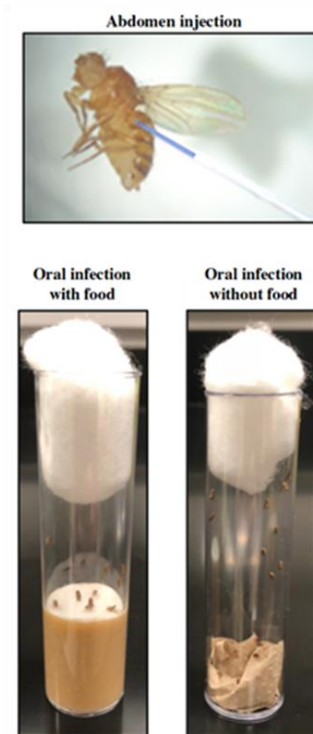 Abdomen injection
Oral infection
with food
Oral infection
without food